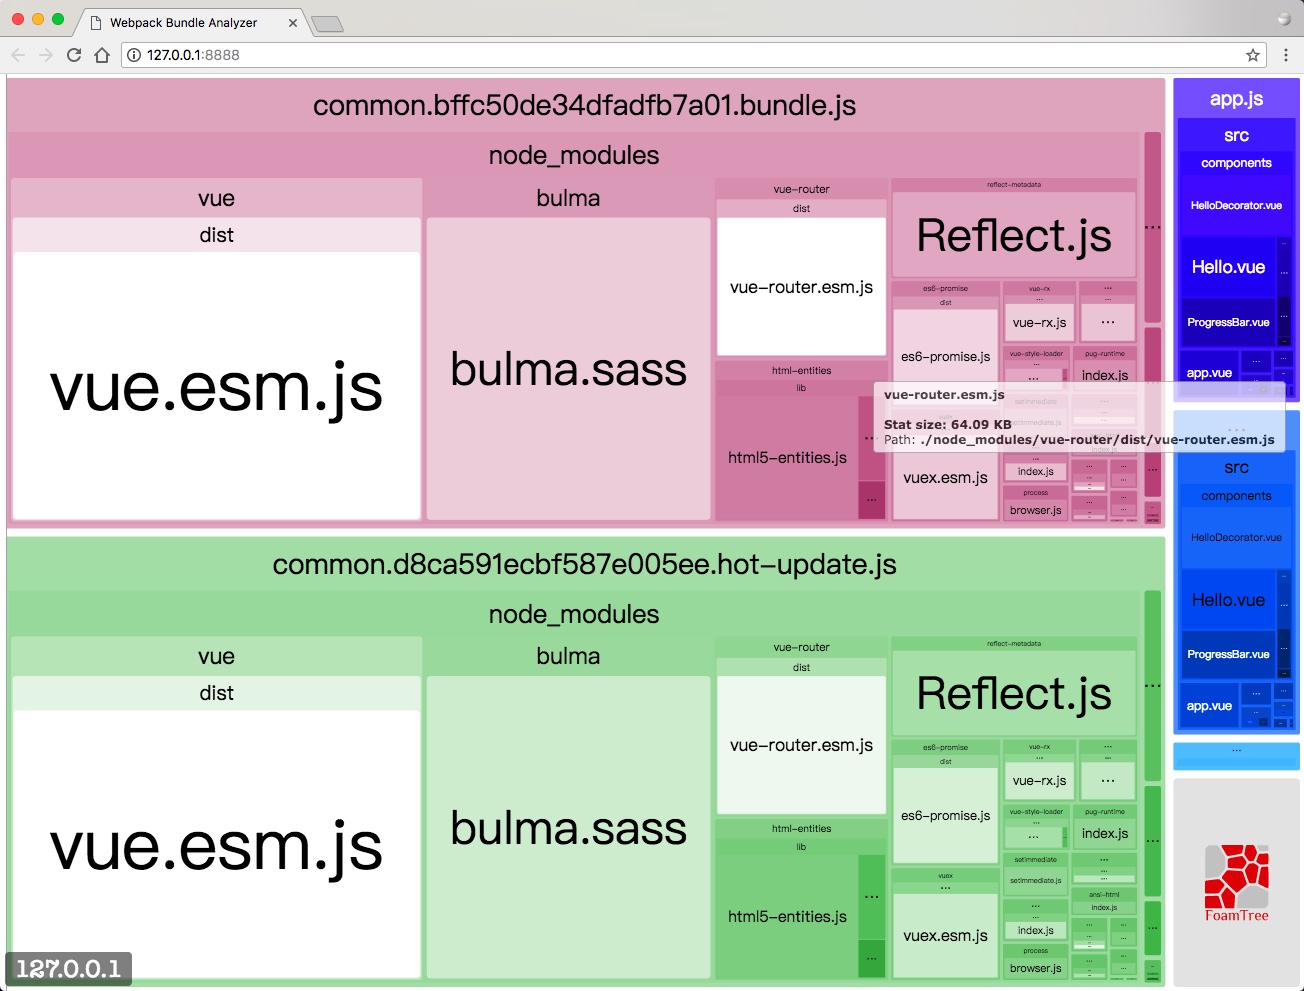 Webpack Bundle Analyzer
127.0.0.1:8888
common.bffc50de34dfadfb7a01.bundle.js
node_modules
vue
dist
vue.esm.js
bulma
bulma.sass
vue-router
dist
vue-router.esm.js
html-entities
lib
html5-entities.js
...
...
reflect-metadata
Reflect.js
es6-promise
dist
es6-promise.js
vuex.esm.js
vue-rx
...
vue-rx.js
...
...
vue-style-loader
...
pug-runtime
index.js
...
index.js
process
browser.js
...
vue-router.esm.js
Stat size: 64.09 KB
Path: ./node_modules/vue-router/dist/vue-router.esm.js
app.js
src
components
HelloDecorator.vue
Hello.vue
ProgressBar.vue
app.vue
...
src
components
HelloDecorator.vue
Hello.vue
ProgressBar.vue
app.vue
...
common.d8ca591ecbf587e005ee.hot-update.js
node_modules
vue
dist
vue.esm.js
bulma
bulma.sass
vue-router
dist
vue-router.esm.js
html-entities
lib
html5-entities.js
...
...
reflect-metadata
Reflect.js
es6-promise
dist
es6-promise.js
vuex
...
vuex.esm.js
vue-rx
...
vue-rx.js
...
...
vue-style-loader
...
pug-runtime
index.js
setimmediate
setimmediate.js
...
ansi-html
index.js
...
index.js
process
browser.js
...
FoamTree
127.0.0.1